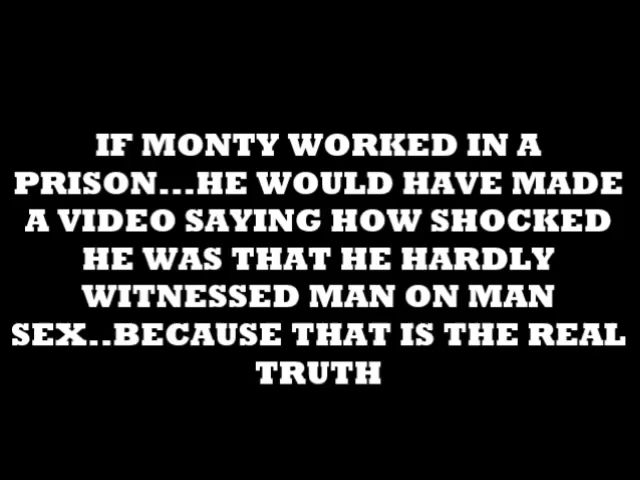 IF MONTY WORKED IN A
PRISON...HE WOULD HAVE MADE
A VIDEO SAYING HOW SHOCKED
HE WAS THAT HE HARDLY
WITNESSED MAN ON MAN
SEX..BECAUSE THAT IS THE REAL
TRUTH